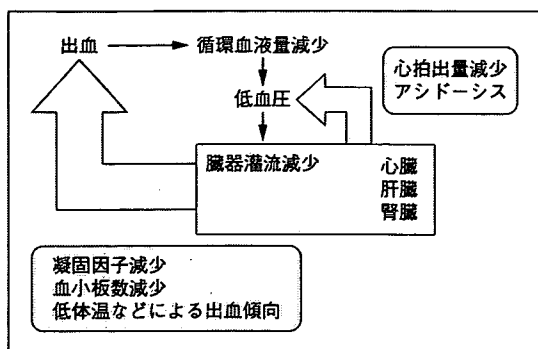 出血
循環血液量減少
心拍出量減少
アシドーシス
低血圧
臓器灌流減少
心臓
肝臓
腎臓
凝固因子減少
血小板数減少
低体温などによる出血傾向